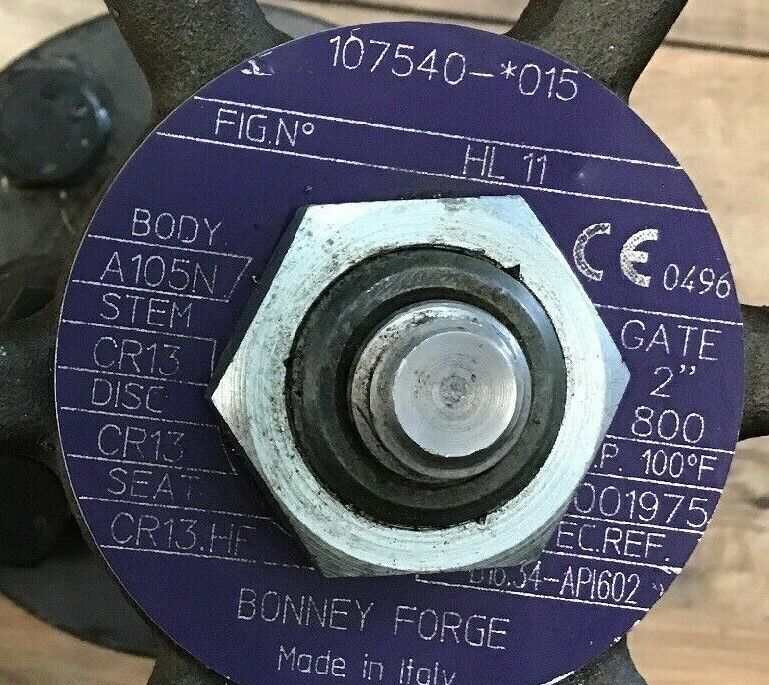 107540-*015
FIG.Nº
HL 11
BODY
A105N
STEM
CR13
DISC
CR13
SEAT
CR13.HF
CE 0496
GATE
2"
800
.P. 100°F
001975
EC.REF.
B16.34-API602
BONNEY FORGE
Made in Italy